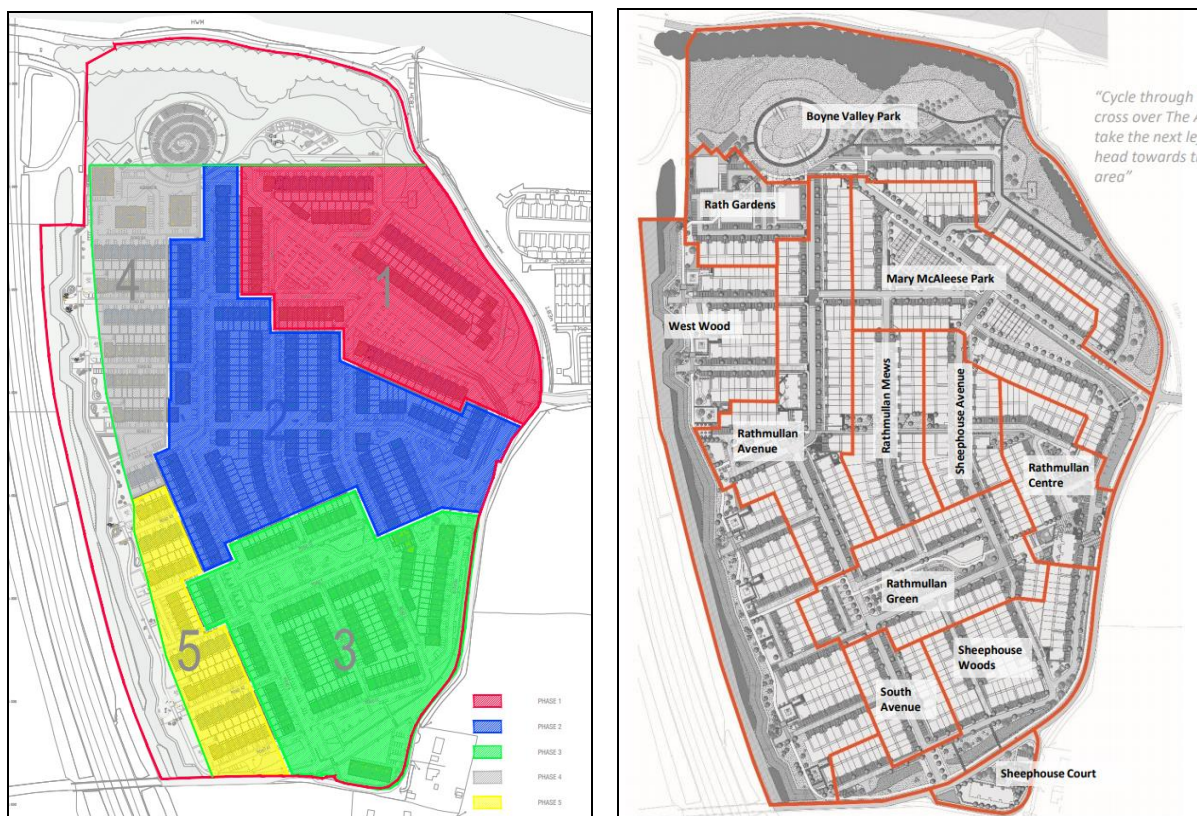 HWM
1
4
2
3
5
PHASE 1
PHASE 2
PHASE 3
PHASE 4
PHASE 5
"Cycle through
cross over The A
take the next le
head towards th
area"
Boyne Valley Park
Rath Gardens
Mary McAleese Park
West Wood
Rathmullan Mews
Sheephouse Avenue
Rathmullan
Avenue
Rathmullan
Centre
Rathmullan
Green
Sheephouse
Woods
South
Avenue
Sheephouse Court